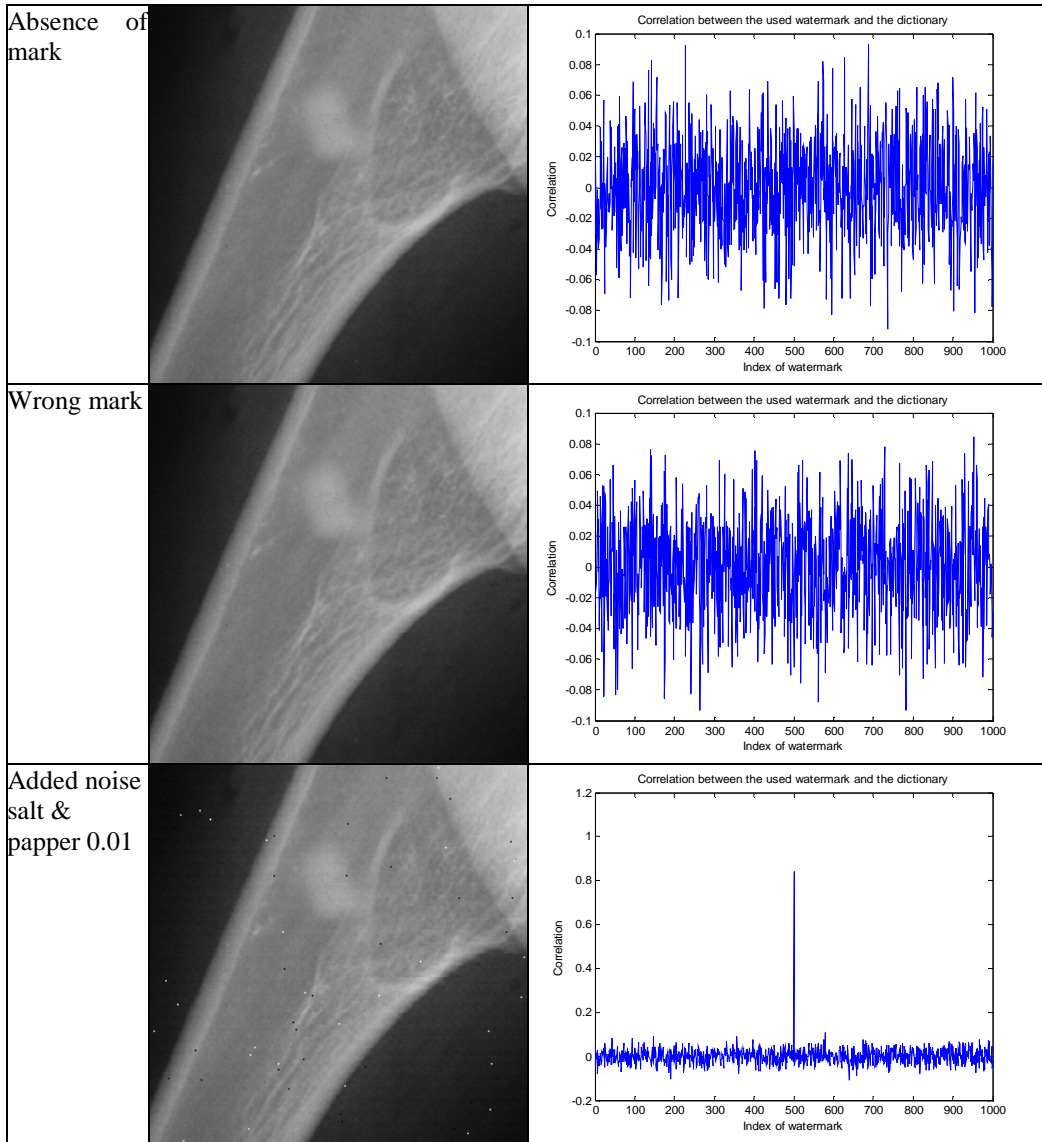 Absence of
mark
Correlation between the used watermark and the dictionary
0.1
0.08
0.06
0.04
0.02
0
-0.02
-0.04
-0.06
-0.08
-0.1
Correlation
0 100 200 300 400 500 600 700 800 900 1000
Index of watermark
Wrong mark
Correlation between the used watermark and the dictionary
0.1
0.08
0.06
0.04
0.02
0
-0.02
-0.04
-0.06
-0.08
-0.1
Correlation
0 100 200 300 400 500 600 700 800 900 1000
Index of watermark
Added noise
salt &
papper 0.01
Correlation between the used watermark and the dictionary
1.2
1
0.8
0.6
0.4
0.2
0
-0.2
Correlation
0 100 200 300 400 500 600 700 800 900 1000
Index of watermark